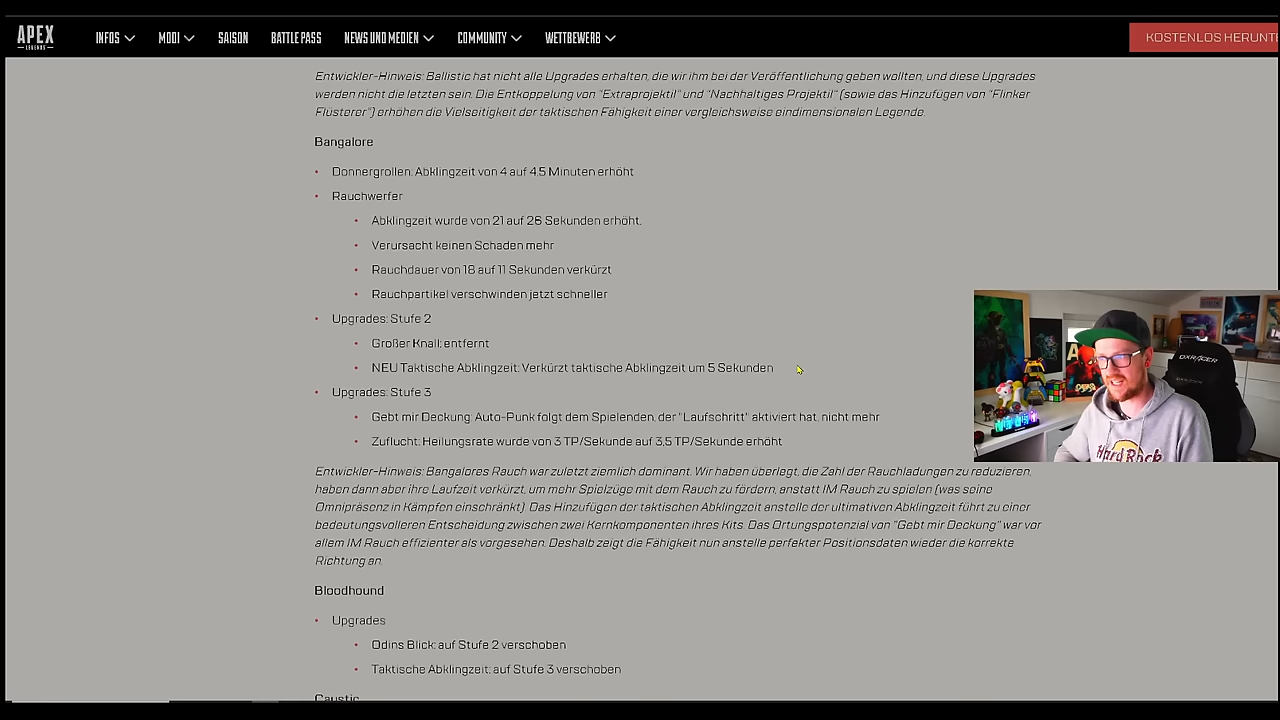 APEX
LEGENDS
INFOS MODI SAISON BATTLE PASS NEWS UND MEDIEN COMMUNITY WETTBEWERB
KOSTENLOS HERUNT
Entwickler-Hinweis: Ballistic hat nicht alle Upgrades erhalten, die wir ihm bei der Veröffentlichung geben wollten, und diese Upgrades
werden nicht die letzten sein. Die Entkoppelung von "Extraprojektil" und "Nachhaltiges Projektil" (sowie das Hinzufügen von "Flinker
Flüsterer") erhöhen die Vielseitigkeit der taktischen Fähigkeit einer vergleichsweise eindimensionalen Legende.
Bangalore
• Donnergrollen: Abklingzeit von 4 auf 4,5 Minuten erhöht
• Rauchwerfer
• Abklingzeit wurde von 21 auf 26 Sekunden erhöht.
• Verursacht keinen Schaden mehr
• Rauchdauer von 18 auf 11 Sekunden verkürzt
• Rauchpartikel verschwinden jetzt schneller
• Upgrades: Stufe 2
• Großer Knall: entfernt
• NEU Taktische Abklingzeit: Verkürzt taktische Abklingzeit um 5 Sekunden
• Upgrades: Stufe 3
• Gebt mir Deckung: Auto-Punk folgt dem Spielenden, der "Laufschritt" aktiviert hat, nicht mehr
• Zuflucht: Heilungsrate wurde von 3 TP/Sekunde auf 3,5 TP/Sekunde erhöht
Entwickler-Hinweis: Bangalores Rauch war zuletzt ziemlich dominant. Wir haben überlegt, die Zahl der Rauchladungen zu reduzieren,
haben dann aber ihre Laufzeit verkürzt, um mehr Spielzüge mit dem Rauch zu fördern, anstatt IM Rauch zu spielen (was seine
Omnipräsenz in Kämpfen einschränkt). Das Hinzufügen der taktischen Abklingzeit anstelle der ultimativen Abklingzeit führt zu einer
bedeutungsvolleren Entscheidung zwischen zwei Kernkomponenten ihres Kits. Das Ortungspotenzial von "Gebt mir Deckung" war vor
allem IM Rauch effizienter als vorgesehen. Deshalb zeigt die Fähigkeit nun anstelle perfekter Positionsdaten wieder die korrekte
Richtung an.
Bloodhound
• Upgrades
• Odins Blick: auf Stufe 2 verschoben
• Taktische Abklingzeit: auf Stufe 3 verschoben
Caustic
DXRACER
Hard Rock